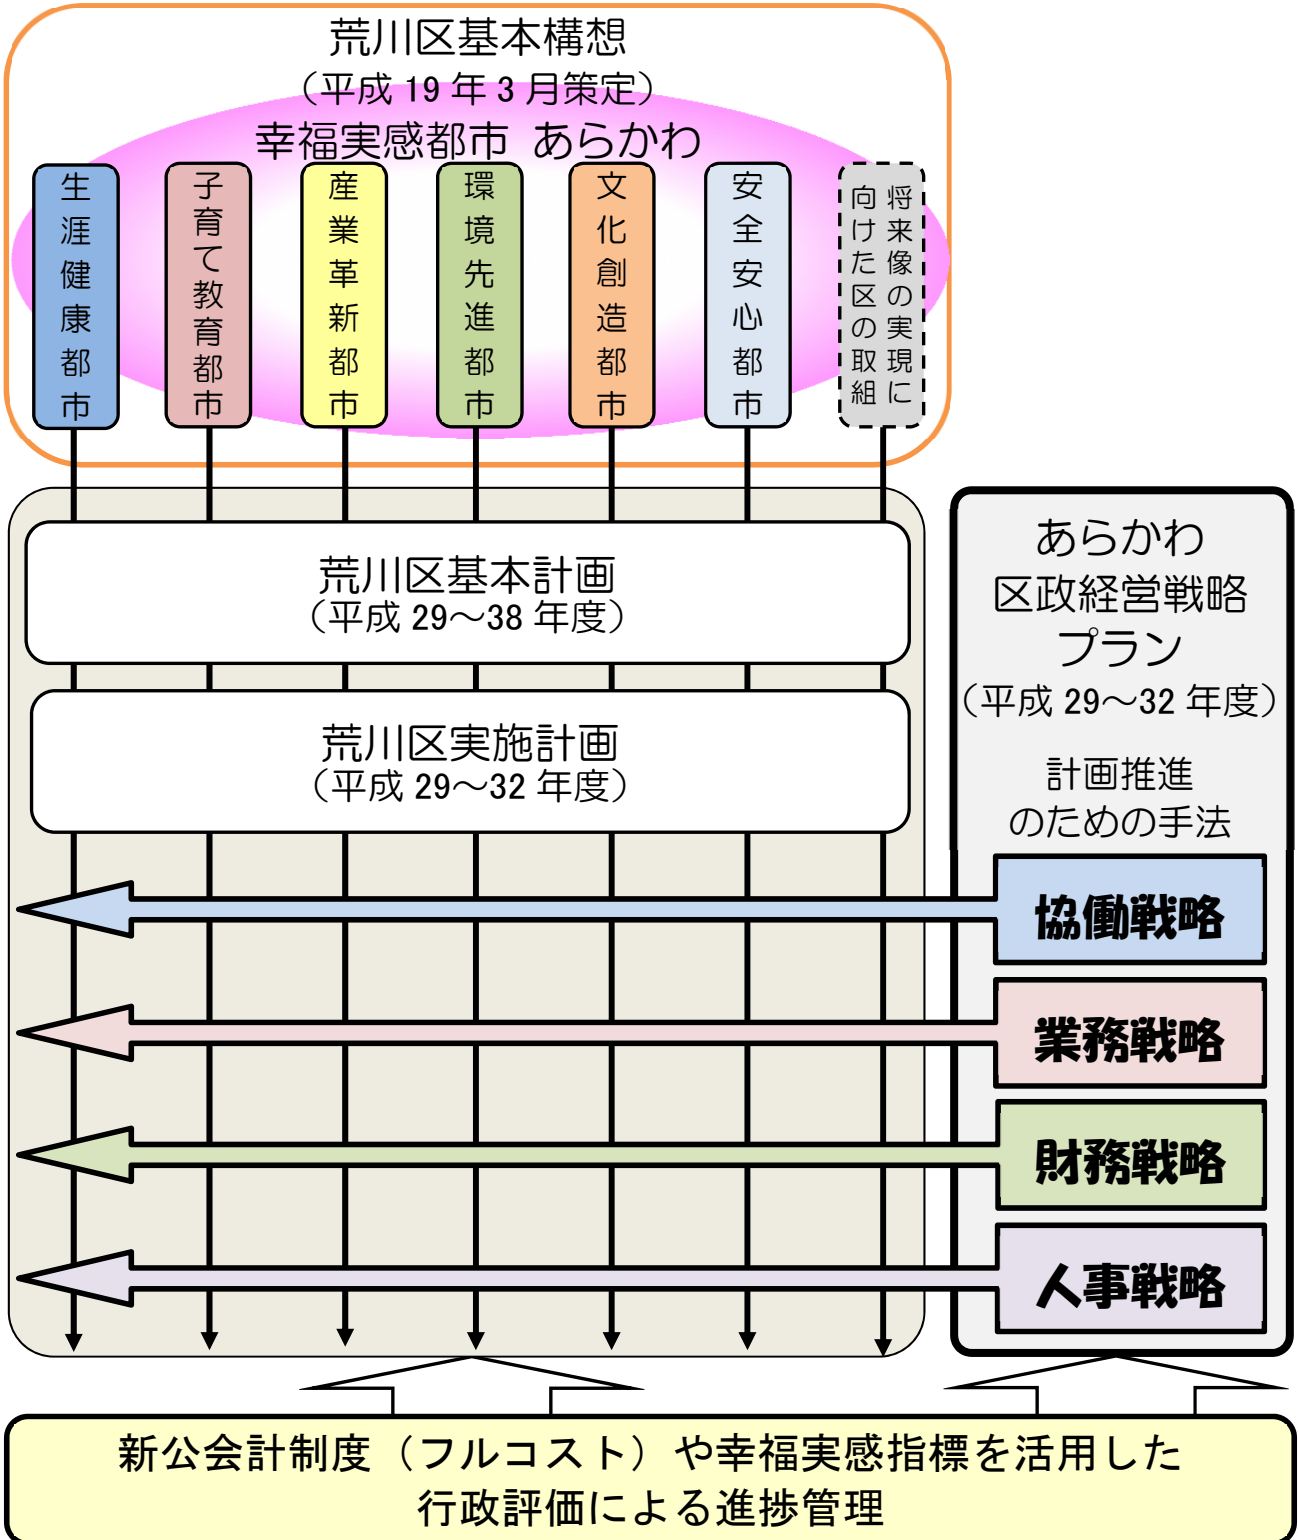 荒川区基本構想
（平成 19 年 3 月策定）
幸福実感都市 あらかわ
生涯健康都市
子育て教育都市
産業革新都市
環境先進都市
文化創造都市
安全安心都市
将来像の実現に
向けた区の取組
荒川区基本計画
（平成 29～38 年度）
荒川区実施計画
（平成 29～32 年度）
あらかわ
区政経営戦略
プラン
（平成 29～32 年度）
計画推進
のための手法
協働戦略
業務戦略
財務戦略
人事戦略
新公会計制度（フルコスト）や幸福実感指標を活用した
行政評価による進捗管理